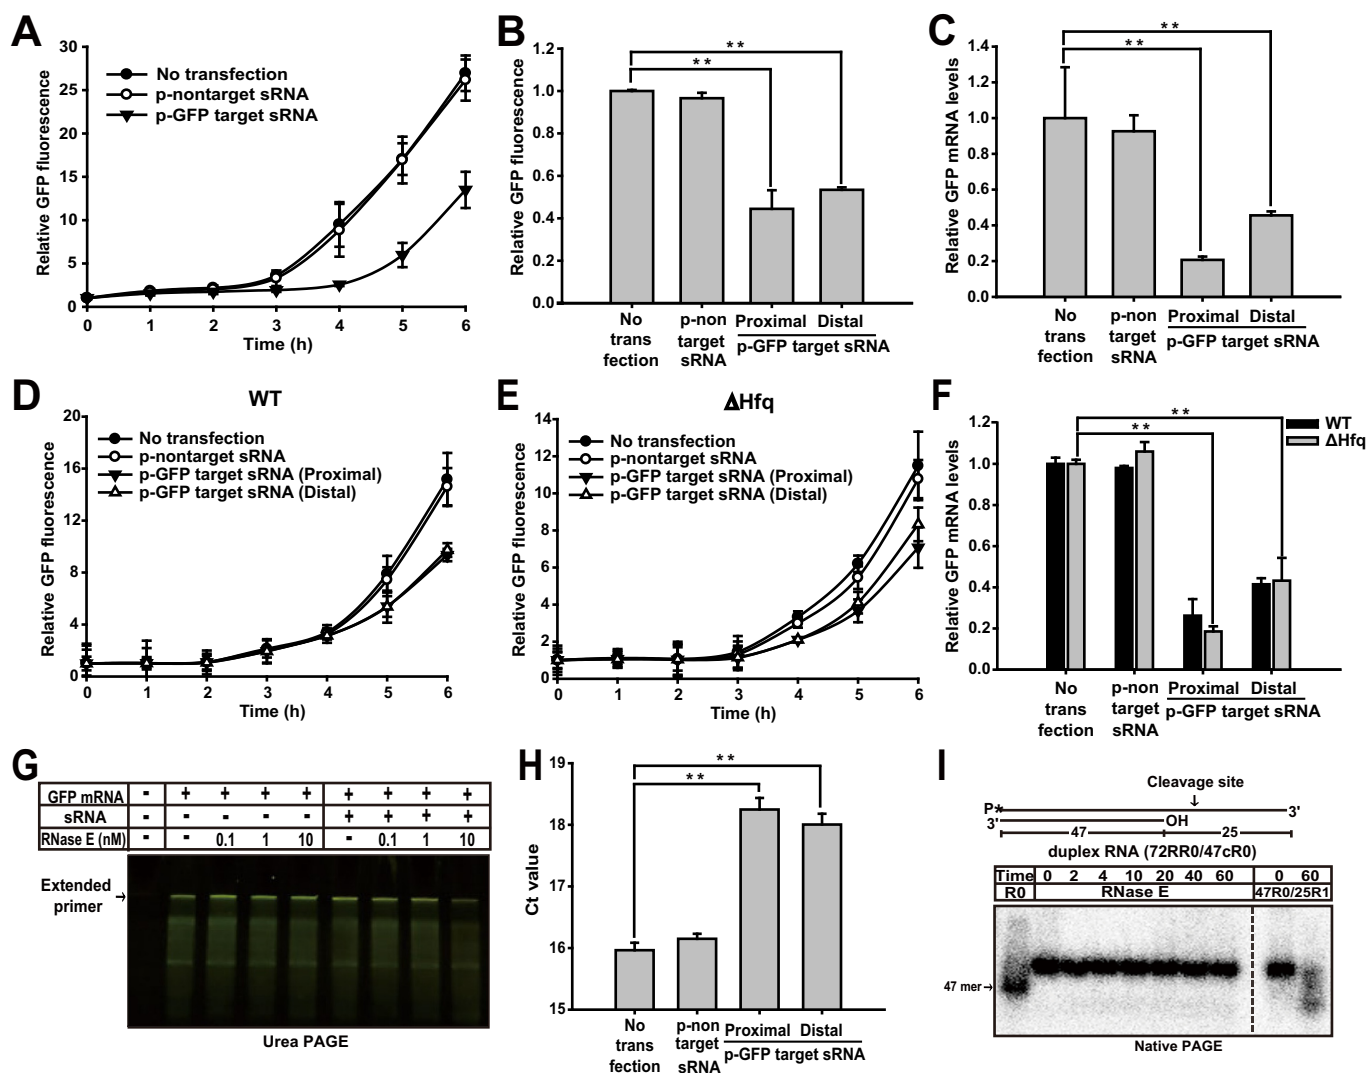 A
Relative GFP fluorescence
30
25
20
15
10
5
0
No transfection
p-nontarget sRNA
p-GFP target sRNA
0 1 2 3 4 5 6
Time (h)
B
Relative GFP fluorescence
1.2
1.0
0.8
0.6
0.4
0.2
0.0
**
**
No trans fection
p-non target sRNA
Proximal Distal
p-GFP target sRNA
C
Relative GFP mRNA levels
1.4
1.2
1.0
0.8
0.6
0.4
0.2
0.0
**
**
No trans fection
p-non target sRNA
Proximal Distal
p-GFP target sRNA
D
WT
Relative GFP fluorescence
20
16
12
8
4
0
No transfection
p-nontarget sRNA
p-GFP target sRNA (Proximal)
p-GFP target sRNA (Distal)
0 1 2 3 4 5 6
Time (h)
E
ΔHfq
Relative GFP fluorescence
14
12
10
8
6
4
2
0
No transfection
p-nontarget sRNA
p-GFP target sRNA (Proximal)
p-GFP target sRNA (Distal)
0 1 2 3 4 5 6
Time (h)
F
Relative GFP mRNA levels
1.2
1.0
0.8
0.6
0.4
0.2
0.0
**
**
WT
ΔHfq
No trans fection
p-non target sRNA
Proximal Distal
p-GFP target sRNA
G
GFP mRNA - + + + + + + + +
sRNA - - - - - + + + +
RNase E (nM) - - 0.1 1 10 - 0.1 1 10
Extended primer
Urea PAGE
H
Ct value
19
18
17
16
15
**
**
No trans fection
p-non target sRNA
Proximal Distal
p-GFP target sRNA
I
Cleavage site
P* 3'
3' OH
47 25
duplex RNA (72RR0/47cR0)
Time 0 2 4 10 20 40 60 0 60
R0 RNase E 47R0/25R1
47 mer
Native PAGE